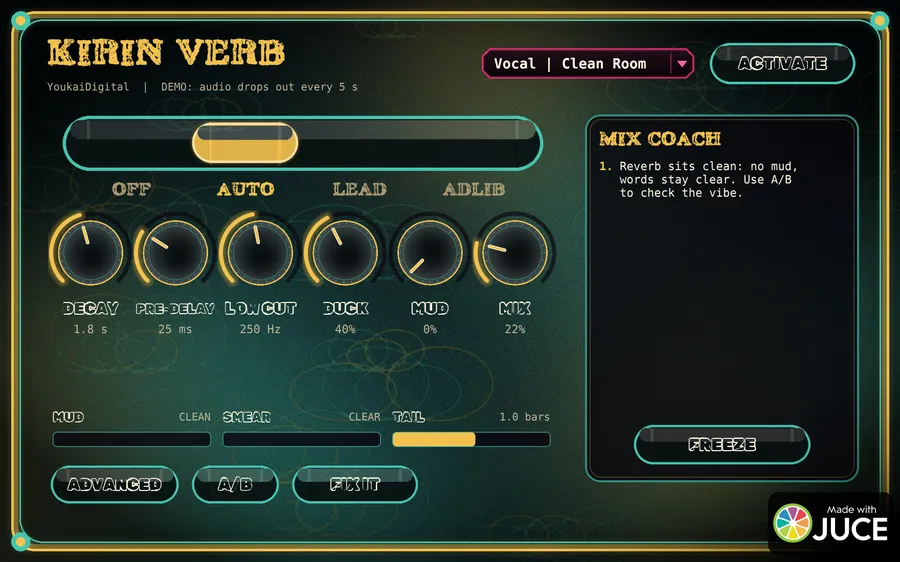 KIRIN VERB
YoukaiDigital | DEMO: audio drops out every 5 s
Vocal | Clean Room
ACTIVATE
OFF AUTO LEAD ADLIB
DECAY PRE-DELAY LOW CUT DUCK MUD MIX
1.8 s 25 ms 250 Hz 40% 0% 22%
MUD CLEAN SMEAR CLEAR TAIL 1.0 bars
ADVANCED A/B FIX IT
MIX COACH
1. Reverb sits clean: no mud,
words stay clear. Use A/B
to check the vibe.
FREEZE
Made with
JUCE